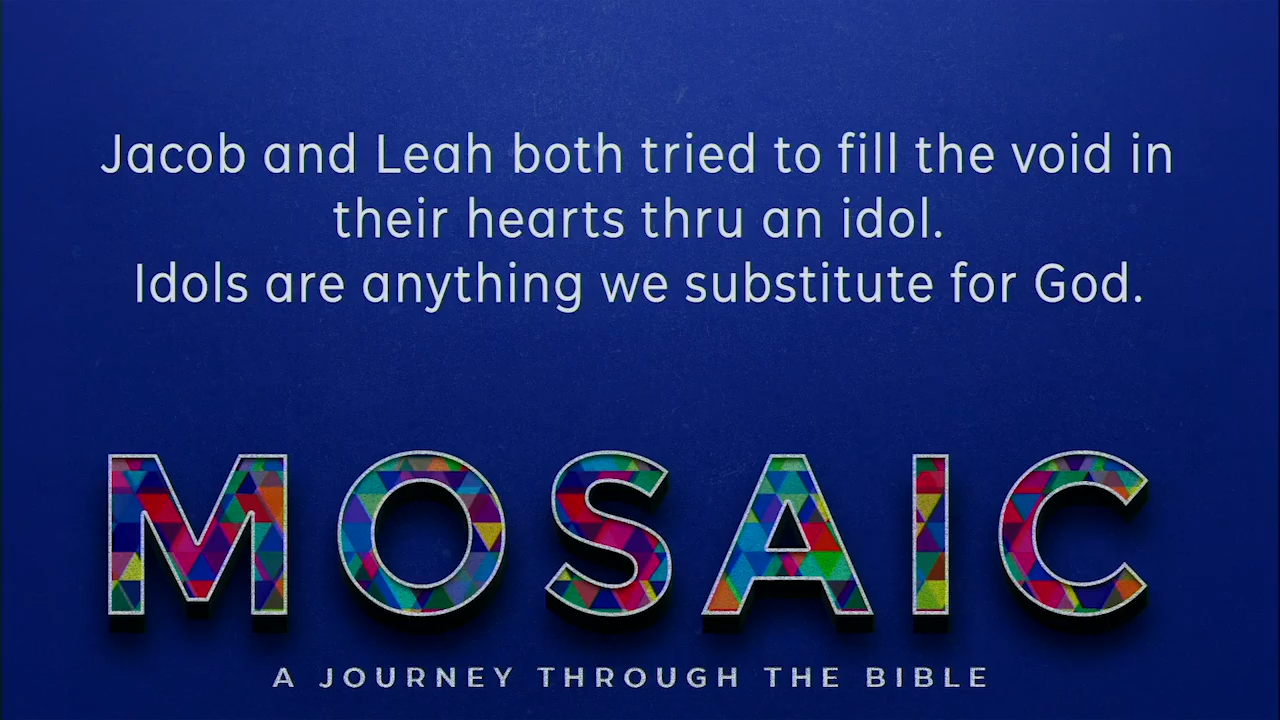 Jacob and Leah both tried to fill the void in
their hearts thru an idol.
Idols are anything we substitute for God.
MOSAIC
A JOURNEY THROUGH THE BIBLE